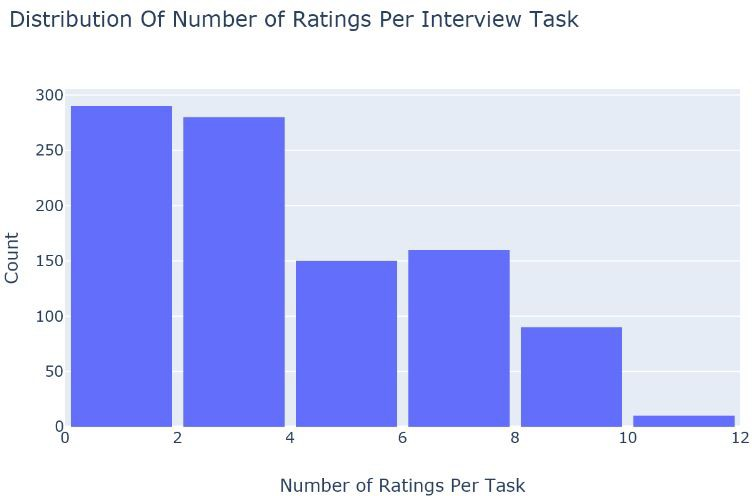 Distribution Of Number of Ratings Per Interview Task
300
250
200
150
100
50
0
Count
0 2 4 6 8 10 12
Number of Ratings Per Task